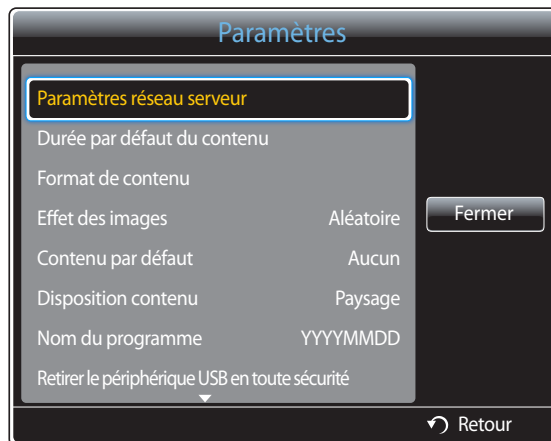 Paramètres
Paramètres réseau serveur
Durée par défaut du contenu
Format de contenu
Effet des images Aléatoire
Contenu par défaut Aucun
Disposition contenu Paysage
Nom du programme YYYYMMDD
Retirer le périphérique USB en toute sécurité
Fermer
Retour